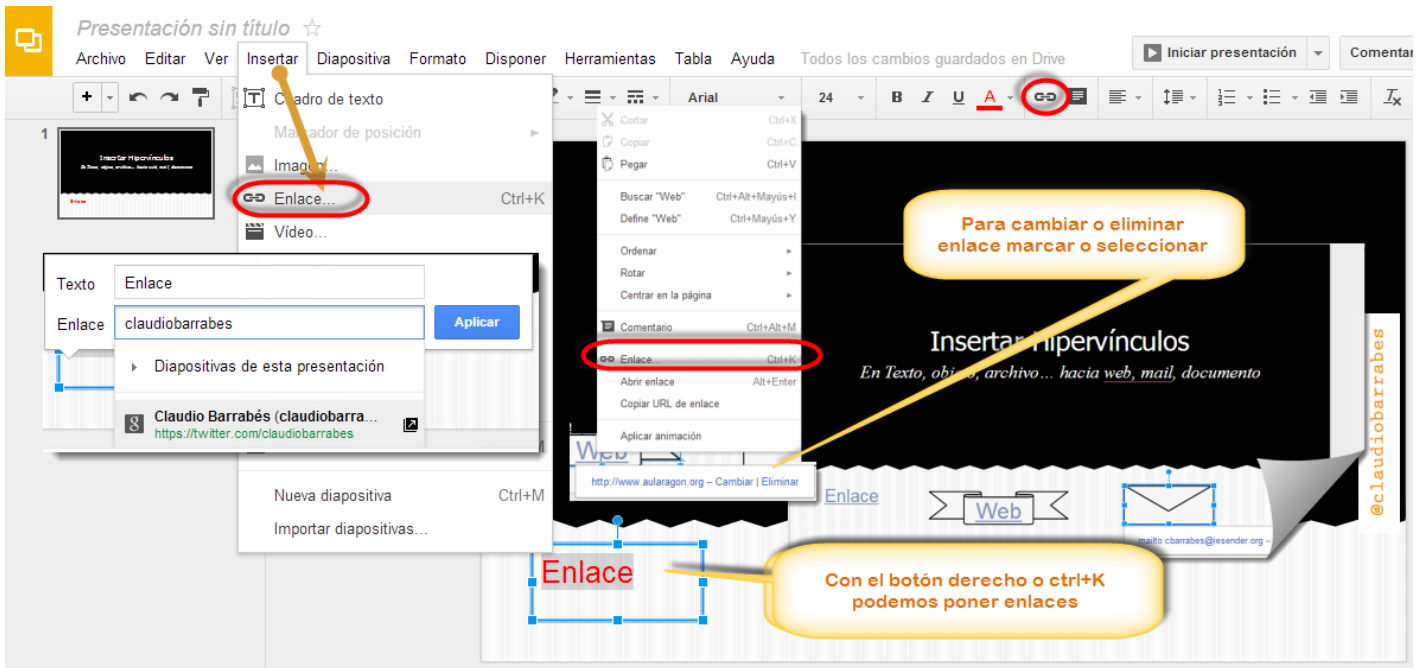 Presentación sin título
Archivo Editar Ver Insertar Diapositiva Formato Disponer Herramientas Tabla Ayuda Todos los cambios guardados en Drive
Iniciar presentación
Comentar
Arial 24 B I U A
1
Insertar Hipervínculos
Cuadro de texto
Marcador de posición
Imagen...
Enlace... Ctrl+K
Vídeo...
Texto Enlace
Enlace claudiobarrabes Aplicar
Diapositivas de esta presentación
Claudio Barrabés (claudiobarra...
https://twitter.com/claudiobarrabes
Nueva diapositiva Ctrl+M
Importar diapositivas...
Cortar Ctrl+X
Copiar Ctrl+C
Pegar Ctrl+V
Buscar "Web" Ctrl+Alt+Mayús+I
Define "Web" Ctrl+Mayús+Y
Ordenar
Rotar
Centrar en la página
Comentario Ctrl+Alt+M
Enlace... Ctrl+K
Abrir enlace Alt+Enter
Copiar URL de enlace
Aplicar animación
Web
http://www.aularagon.org – Cambiar | Eliminar
Para cambiar o eliminar
enlace marcar o seleccionar
Insertar Hipervínculos
En Texto, objeto, archivo... hacia web, mail, documento
@claudiobarrabes
Enlace
Web
mailto:cbarrabes@iesender.org –
Enlace
Con el botón derecho o ctrl+K
podemos poner enlaces